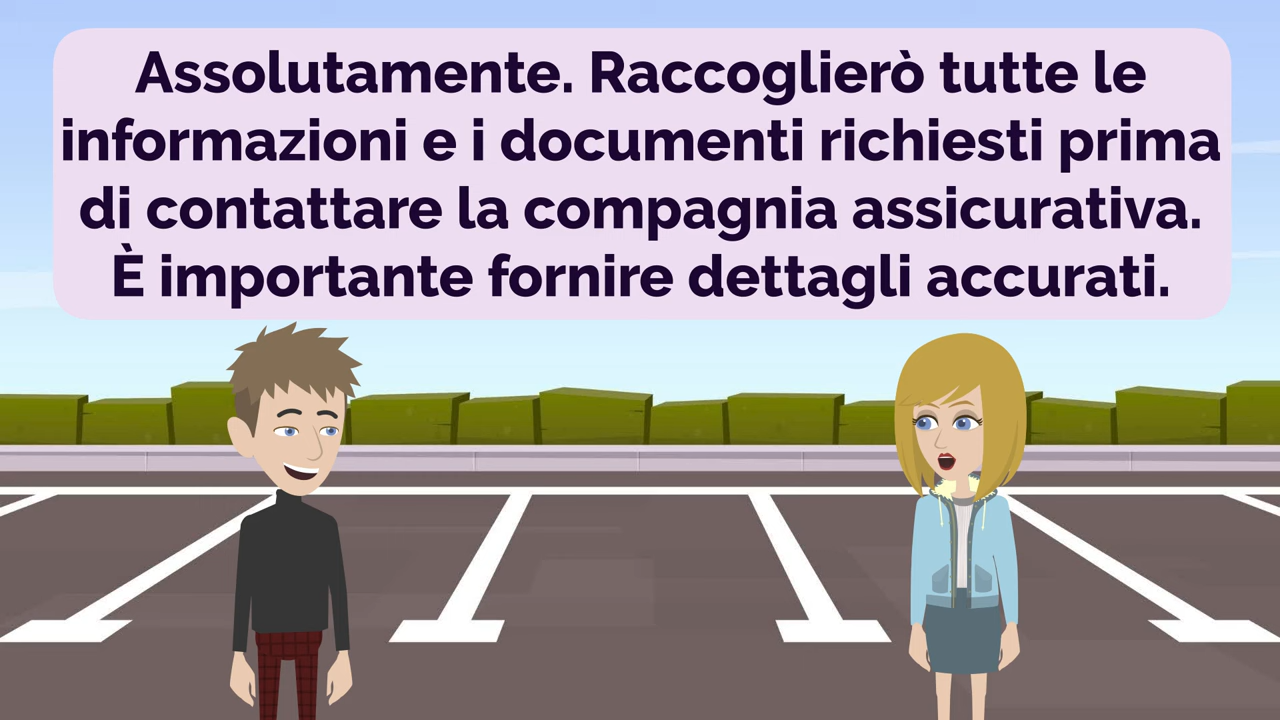 Assolutamente. Raccoglierò tutte le
informazioni e i documenti richiesti prima
di contattare la compagnia assicurativa.
È importante fornire dettagli accurati.